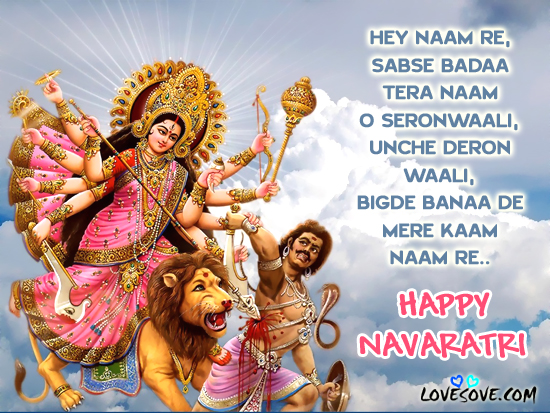 HEY NAAM RE,
SABSE BADAA
TERA NAAM
O SERONWAALI,
UNCHE DERON
WAALI,
BIGDE BANAA DE
MERE KAAM
NAAM RE..
HAPPY
NAVARATRI
LOVESOVE.COM